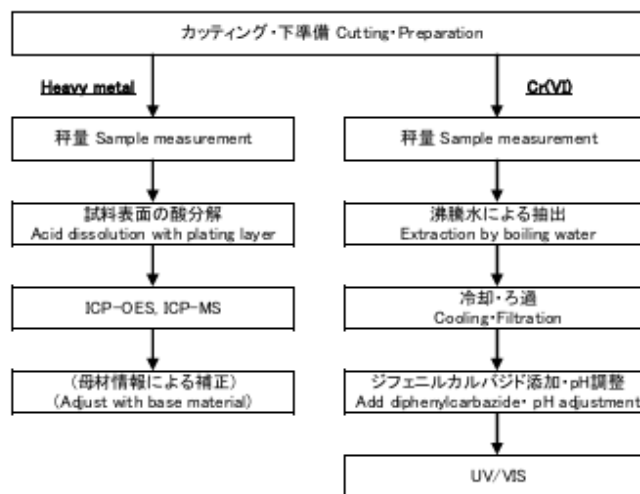 カッティング・下準備 Cutting・Preparation
Heavy metal
Cr(VI)
秤量 Sample measurement
秤量 Sample measurement
試料表面の酸分解
Acid dissolution with plating layer
沸騰水による抽出
Extraction by boiling water
ICP-OES, ICP-MS
冷却・ろ過
Cooling・Filtration
(母材情報による補正)
(Adjust with base material)
ジフェニルカルバジド添加・pH調整
Add diphenylcarbazide・ pH adjustment
UV/VIS